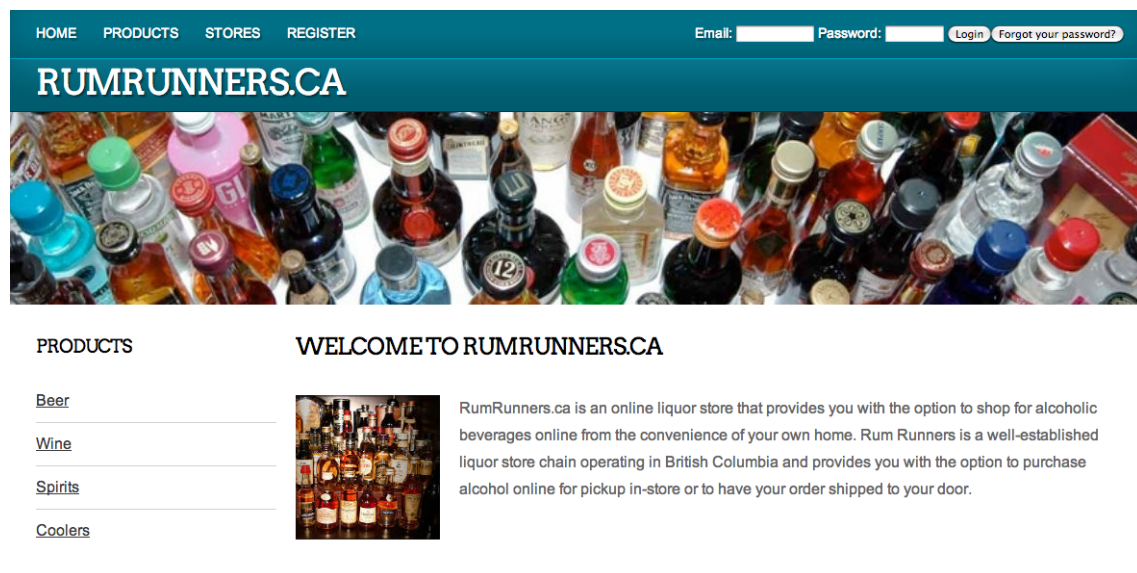 HOME PRODUCTS STORES REGISTER Email: Password: Login Forgot your password?
RUMRUNNERS.CA
12
PRODUCTS
Beer
Wine
Spirits
Coolers
WELCOME TO RUMRUNNERS.CA
RumRunners.ca is an online liquor store that provides you with the option to shop for alcoholic
beverages online from the convenience of your own home. Rum Runners is a well-established
liquor store chain operating in British Columbia and provides you with the option to purchase
alcohol online for pickup in-store or to have your order shipped to your door.